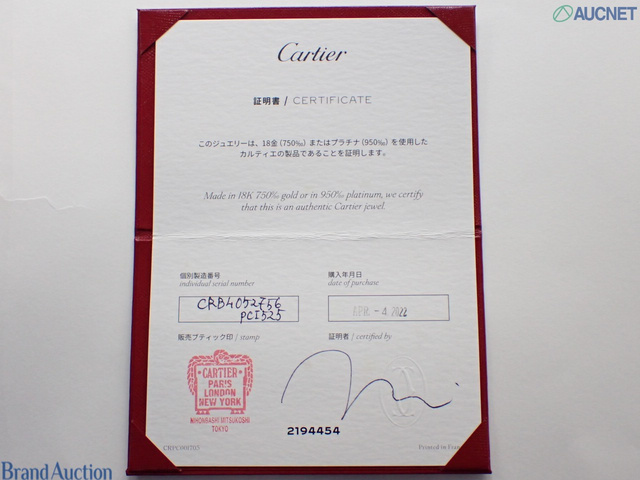 AUCNET
Cartier
証明書 / CERTIFICATE
このジュエリーは、18金(750‰)またはプラチナ(950‰)を使用した
カルティエの製品であることを証明します。
Made in 18K 750‰ gold or in 950‰ platinum, we certify
that this is an authentic Cartier jewel.
個別製造番号
individual serial number
購入年月日
date of purchase
CRB4052756
PCI525
APR - 4 2022
販売ブティック印 / stamp
証明者 / certified by
CARTIER
PARIS
LONDON
NEW YORK
NIHONBASHI MITSUKOSHI
TOKYO
2194454
Printed in France
Brand Auction